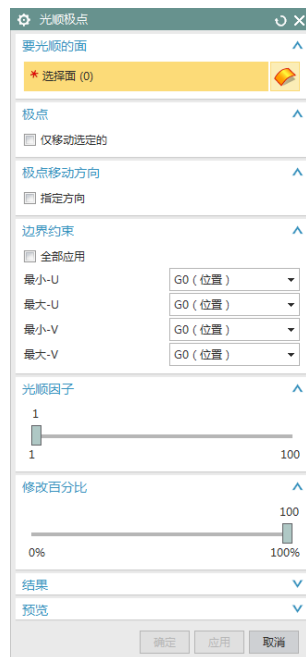 光顺极点
要光顺的面
* 选择面 (0)
极点
仅移动选定的
极点移动方向
指定方向
边界约束
全部应用
最小-U G0（位置）
最大-U G0（位置）
最小-V G0（位置）
最大-V G0（位置）
光顺因子
1
1 100
修改百分比
100
0% 100%
结果
预览
确定 应用 取消